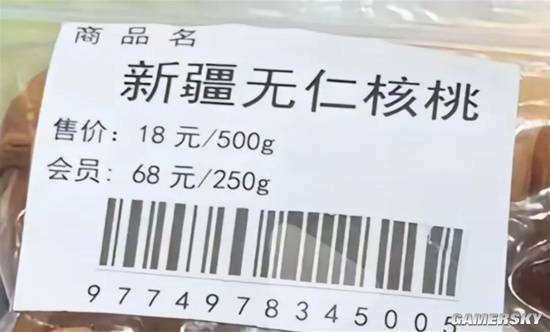 商品名
新疆无仁核桃
售价: 18 元/500g
会员: 68 元/250g
977497834500
GAMERSKY